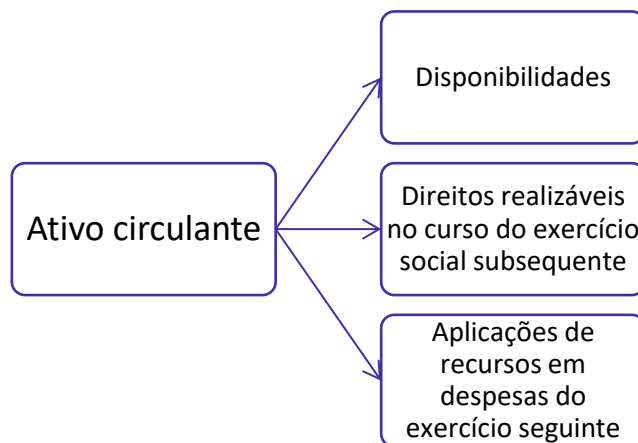 Ativo circulante
Disponibilidades
Direitos realizáveis
no curso do exercício
social subsequente
Aplicações de
recursos em
despesas do
exercício seguinte